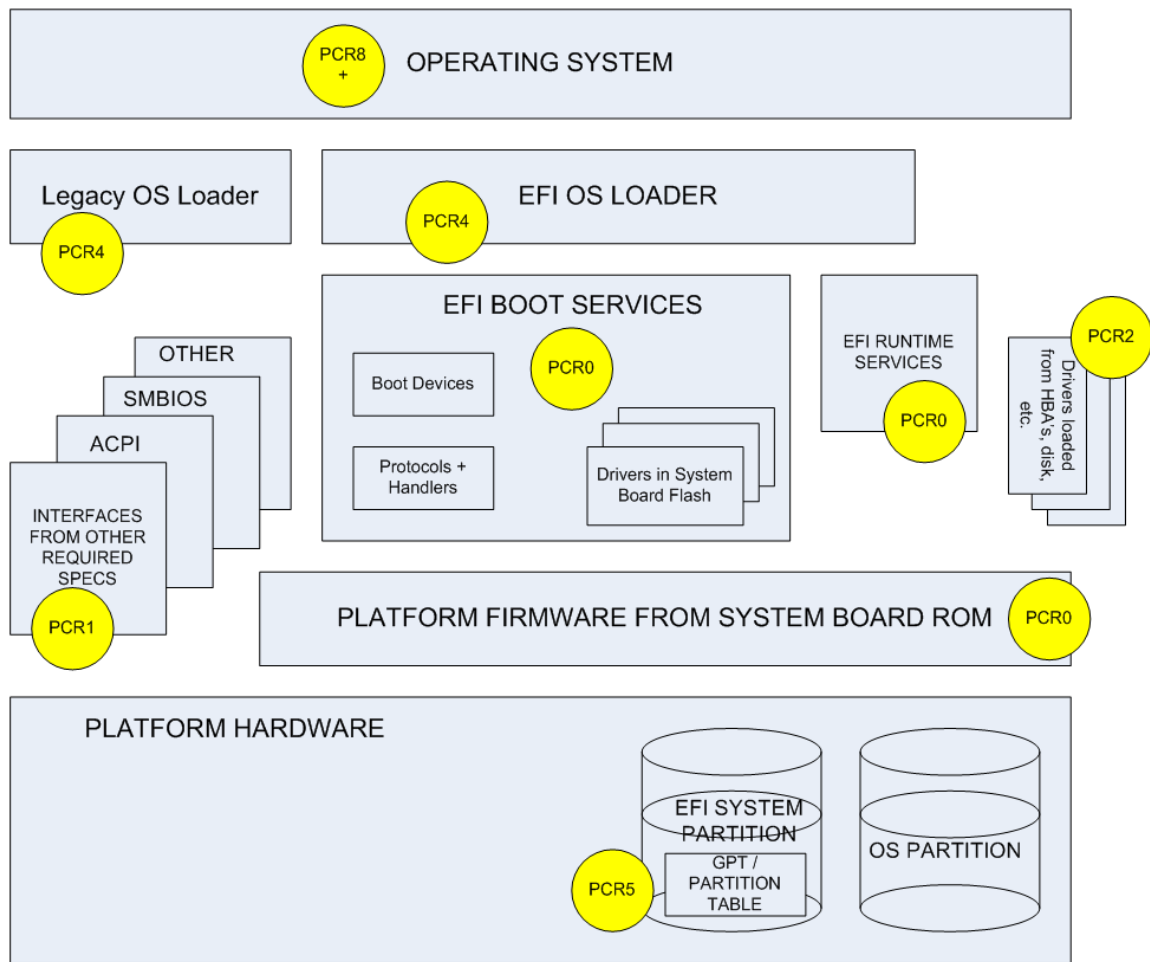 PCR8
+
OPERATING SYSTEM
Legacy OS Loader
PCR4
EFI OS LOADER
PCR4
EFI BOOT SERVICES
PCR0
Boot Devices
Protocols +
Handlers
Drivers in System
Board Flash
EFI RUNTIME
SERVICES
PCR0
PCR2
Drivers loaded
from HBA's, disk,
etc.
OTHER
SMBIOS
ACPI
INTERFACES
FROM OTHER
REQUIRED
SPECS
PCR1
PLATFORM FIRMWARE FROM SYSTEM BOARD ROM
PCR0
PLATFORM HARDWARE
EFI SYSTEM
PARTITION
GPT /
PARTITION
TABLE
PCR5
OS PARTITION